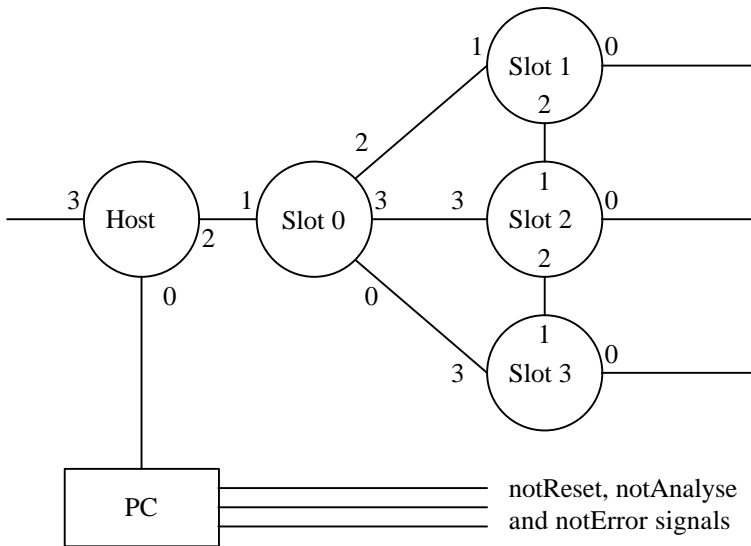 1
Slot 1
0
2
2
3
Host
2
0
1
Slot 0
3
3
0
1
Slot 2
0
2
1
3
Slot 3
0
PC
notReset, notAnalyse
and notError signals